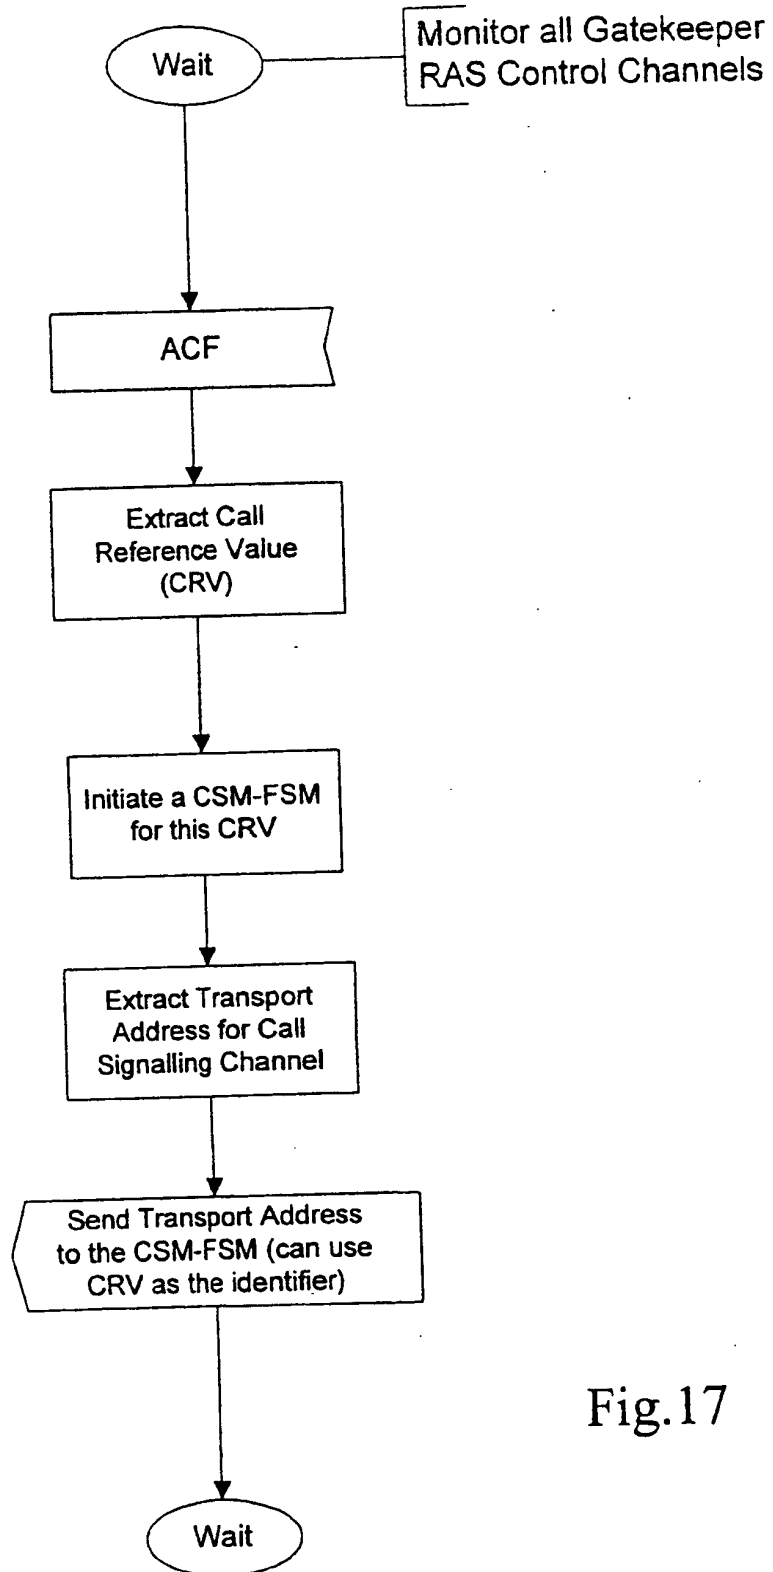 Wait
Monitor all Gatekeeper
RAS Control Channels
ACF
Extract Call
Reference Value
(CRV)
Initiate a CSM-FSM
for this CRV
Extract Transport
Address for Call
Signalling Channel
Send Transport Address
to the CSM-FSM (can use
CRV as the identifier)
Fig.17
Wait